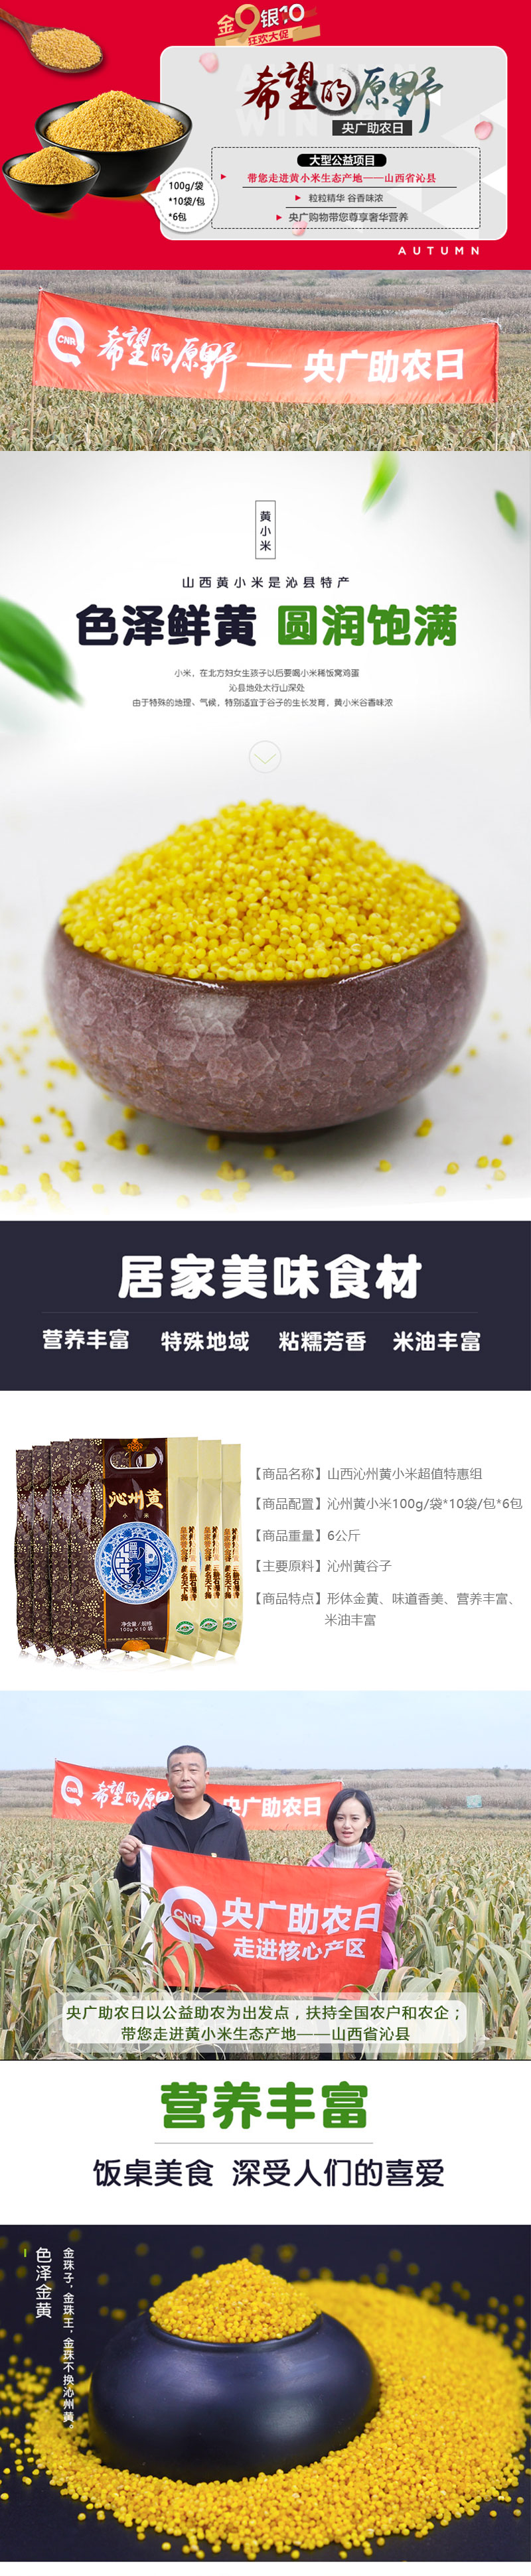 金9银10
狂欢大促
希望的原野
央广助农日
大型公益项目
带您走进黄小米生态产地——山西省沁县
粒粒精华 谷香味浓
央广购物带您尊享奢华营养
100g/袋
*10袋/包
*6包
AUTUMN
CNR
希望的原野——央广助农日
黄小米
山西黄小米是沁县特产
色泽鲜黄 圆润饱满
小米，在北方妇女生孩子以后要喝小米稀饭窝鸡蛋
沁县地处太行山深处
由于特殊的地理、气候，特别适宜于谷子的生长发育，黄小米谷香味浓
居家美味食材
营养丰富 特殊地域 粘糯芳香 米油丰富
沁州黄
小米
净含量/规格
100g×10袋
【商品名称】山西沁州黄小米超值特惠组
【商品配置】沁州黄小米100g/袋*10袋/包*6包
【商品重量】6公斤
【主要原料】沁州黄谷子
【商品特点】形体金黄、味道香美、营养丰富、
米油丰富
CNR
希望的原野
央广助农日
CNR
央广助农日
走进核心产区
央广助农日以公益助农为出发点，扶持全国农户和农企；
带您走进黄小米生态产地——山西省沁县
营养丰富
饭桌美食 深受人们的喜爱
色泽金黄
金珠子，金珠王，金珠不换沁州黄。